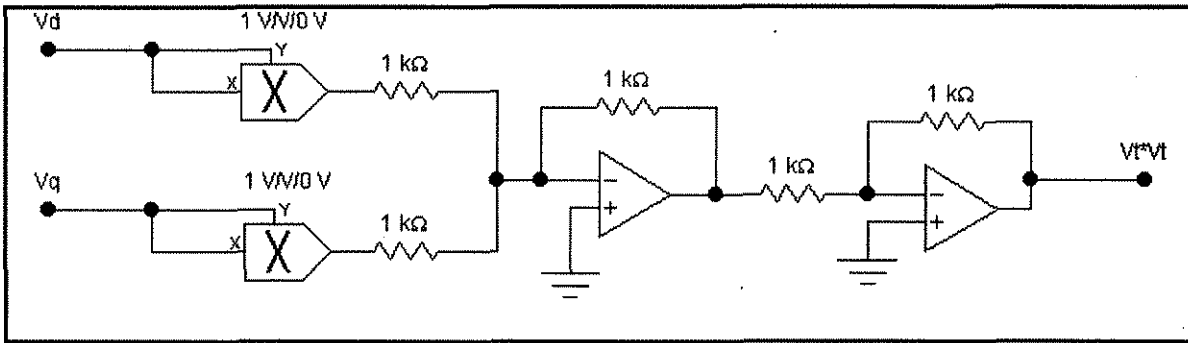 1 V/V/0 V
Vd
Y
X
X
1 kΩ
1 kΩ
1 kΩ
Vt*Vt
1 V/V/0 V
Vq
Y
X
X
1 kΩ
1 kΩ
−
+
−
+